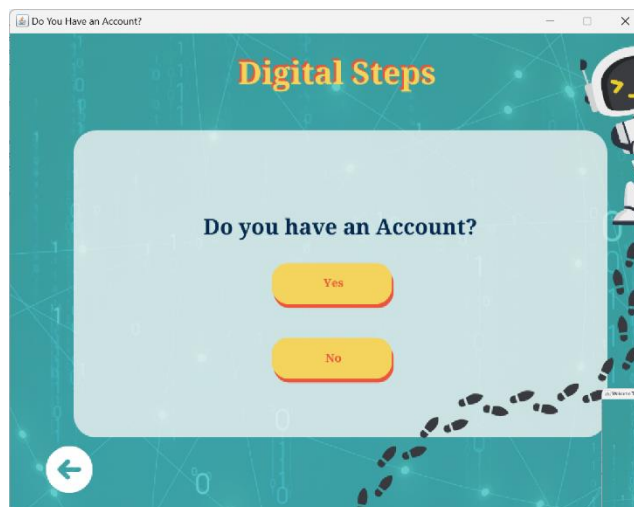 Do You Have an Account?
Digital Steps
Do you have an Account?
Yes
No